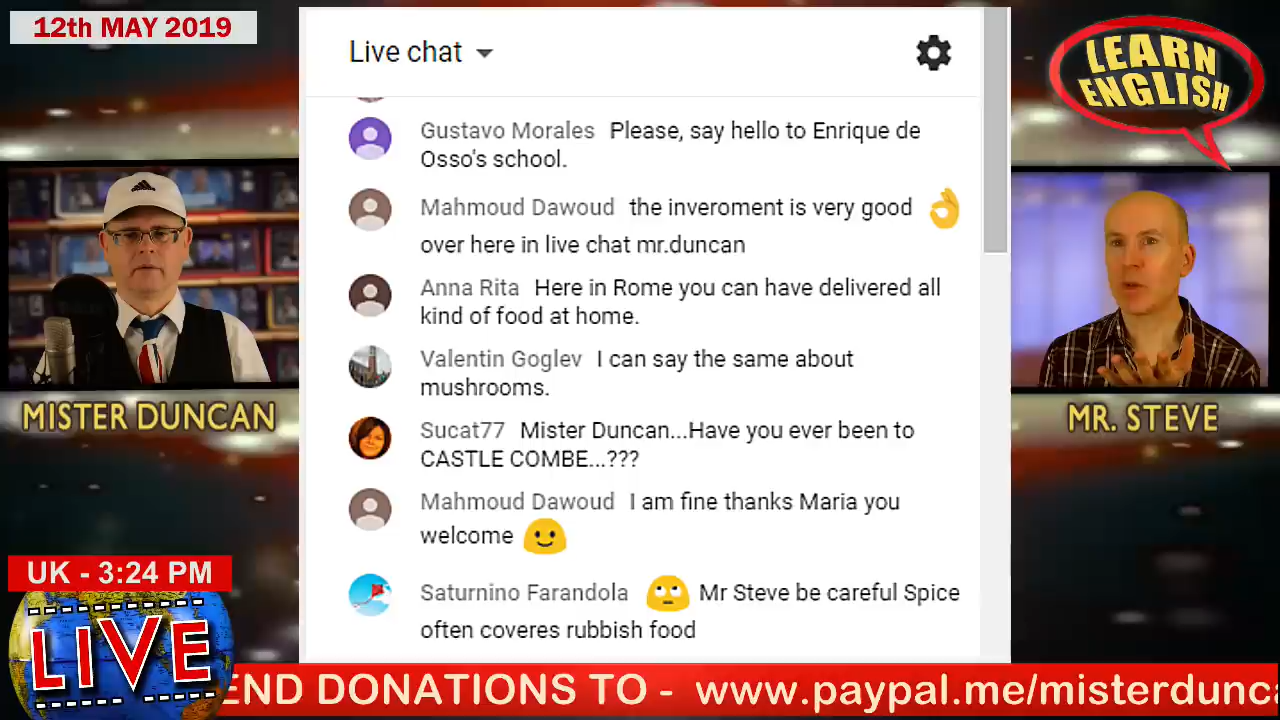 12th MAY 2019
Live chat
LEARN
ENGLISH
Gustavo Morales Please, say hello to Enrique de
Osso's school.
Mahmoud Dawoud the inveroment is very good 👌
over here in live chat mr.duncan
Anna Rita Here in Rome you can have delivered all
kind of food at home.
Valentin Goglev I can say the same about
mushrooms.
Sucat77 Mister Duncan...Have you ever been to
CASTLE COMBE...???
Mahmoud Dawoud I am fine thanks Maria you
welcome 🙂
Saturnino Farandola 🙄 Mr Steve be careful Spice
often coveres rubbish food
MISTER DUNCAN
MR. STEVE
UK - 3:24 PM
LIVE
END DONATIONS TO - www.paypal.me/misterdunca